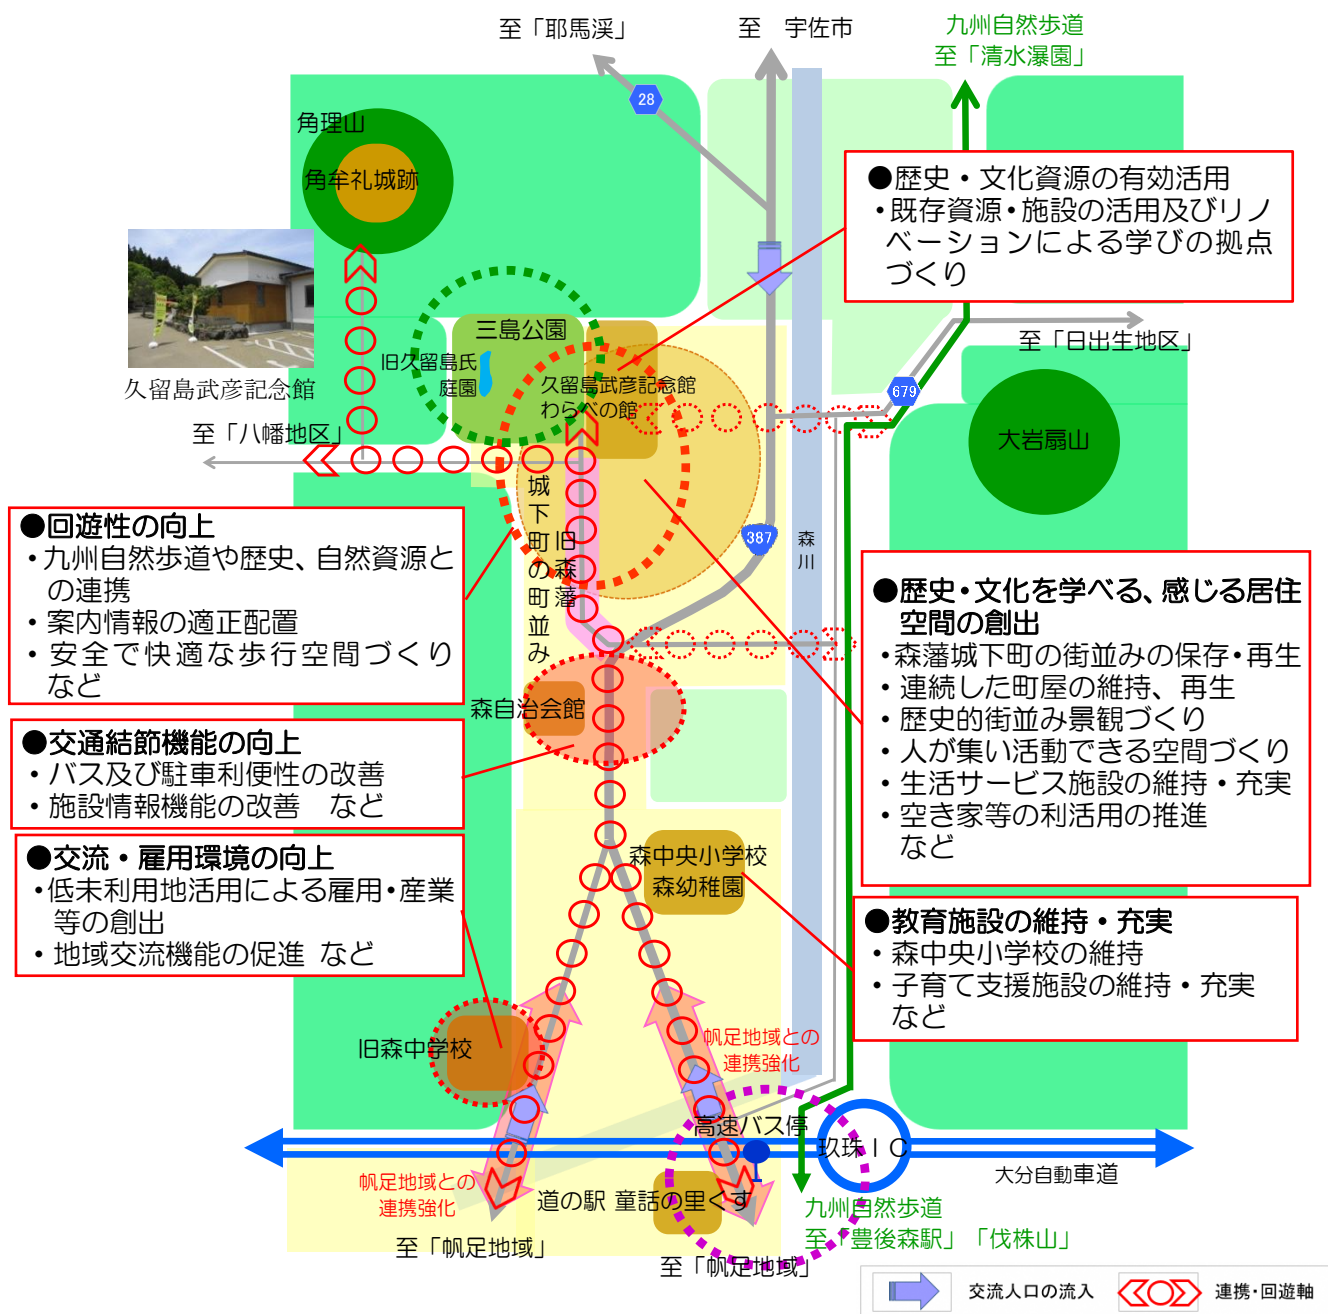 至「耶馬渓」
至　宇佐市
九州自然歩道
至「清水瀑園」
28
角埋山
角牟礼城跡
●歴史・文化資源の有効活用
・既存資源・施設の活用及びリノ
ベーションによる学びの拠点
づくり
久留島武彦記念館
三島公園
旧久留島氏
庭園
久留島武彦記念館
わらべの館
至「日出生地区」
679
至「八幡地区」
大岩扇山
●回遊性の向上
・九州自然歩道や歴史、自然資源と
の連携
・案内情報の適正配置
・安全で快適な歩行空間づくり
など
旧森藩
城下町の町並み
387
森川
●歴史・文化を学べる、感じる居住
空間の創出
・森藩城下町の街並みの保存・再生
・連続した町屋の維持、再生
・歴史的街並み景観づくり
・人が集い活動できる空間づくり
・生活サービス施設の維持・充実
・空き家等の利活用の推進
など
森自治会館
●交通結節機能の向上
・バス及び駐車利便性の改善
・施設情報機能の改善　など
●交流・雇用環境の向上
・低未利用地活用による雇用・産業
等の創出
・地域交流機能の促進 など
森中央小学校
森幼稚園
●教育施設の維持・充実
・森中央小学校の維持
・子育て支援施設の維持・充実
など
旧森中学校
帆足地域との
連携強化
高速バス停
玖珠ＩＣ
大分自動車道
帆足地域との
連携強化
道の駅 童話の里くす
九州自然歩道
至「豊後森駅」「伐株山」
至「帆足地域」
至「帆足地域」
交流人口の流入
連携・回遊軸